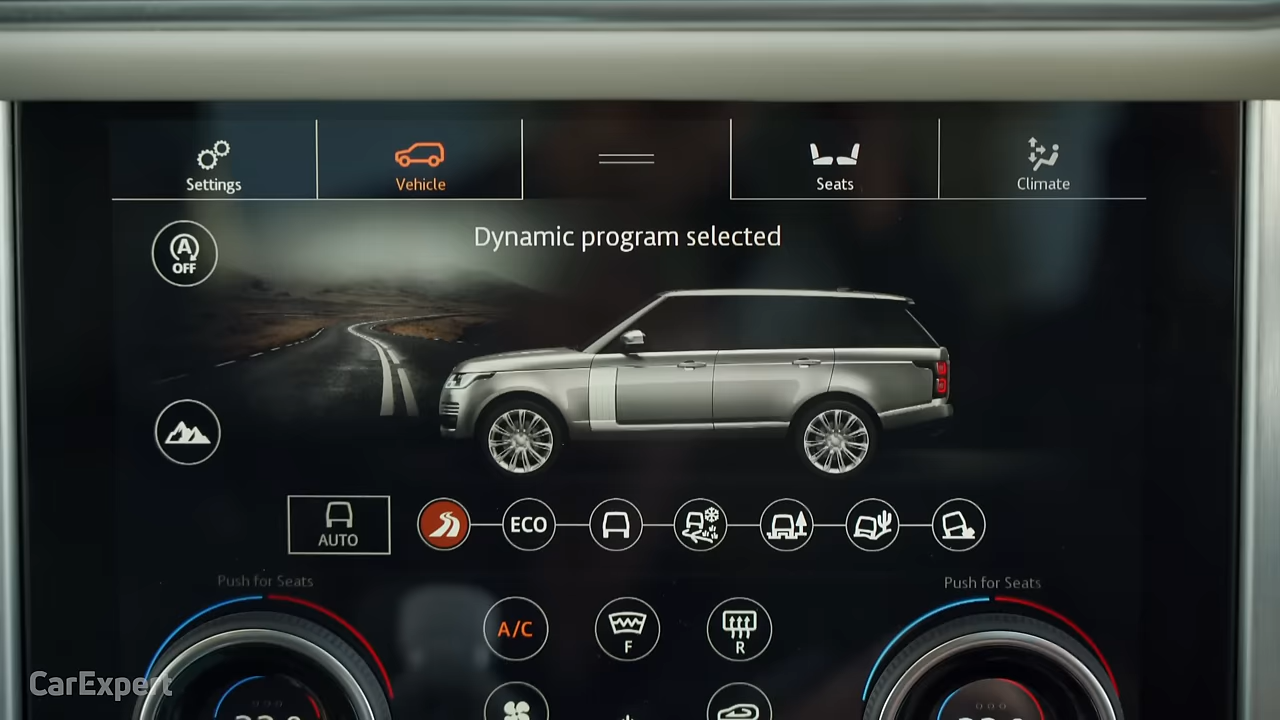 Settings
Vehicle
Seats
Climate
A
OFF
Dynamic program selected
AUTO
ECO
Push for Seats
Push for Seats
A/C
F
R
CarExpert